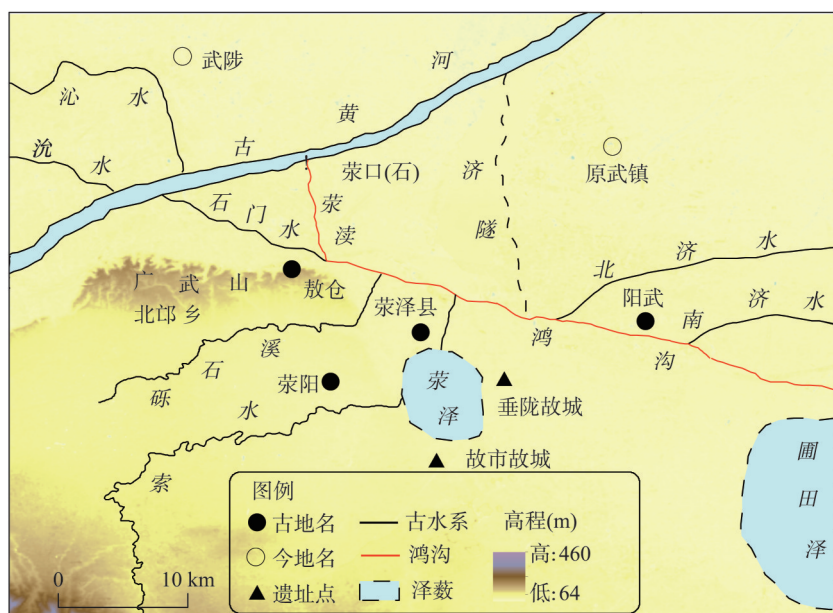 武陟
沁水
沇水
古黄河
荥口(石)
济隧
原武镇
石门水
荥渎
北济水
广武山
北邙乡
敖仓
荥泽县
阳武
南济水
鸿沟
砾石溪水
荥阳
荥泽
垂陇故城
故市故城
索
圃田泽
图例
古地名
古水系
高程(m)
今地名
鸿沟
高:460
遗址点
泽薮
低:64
0
10 km